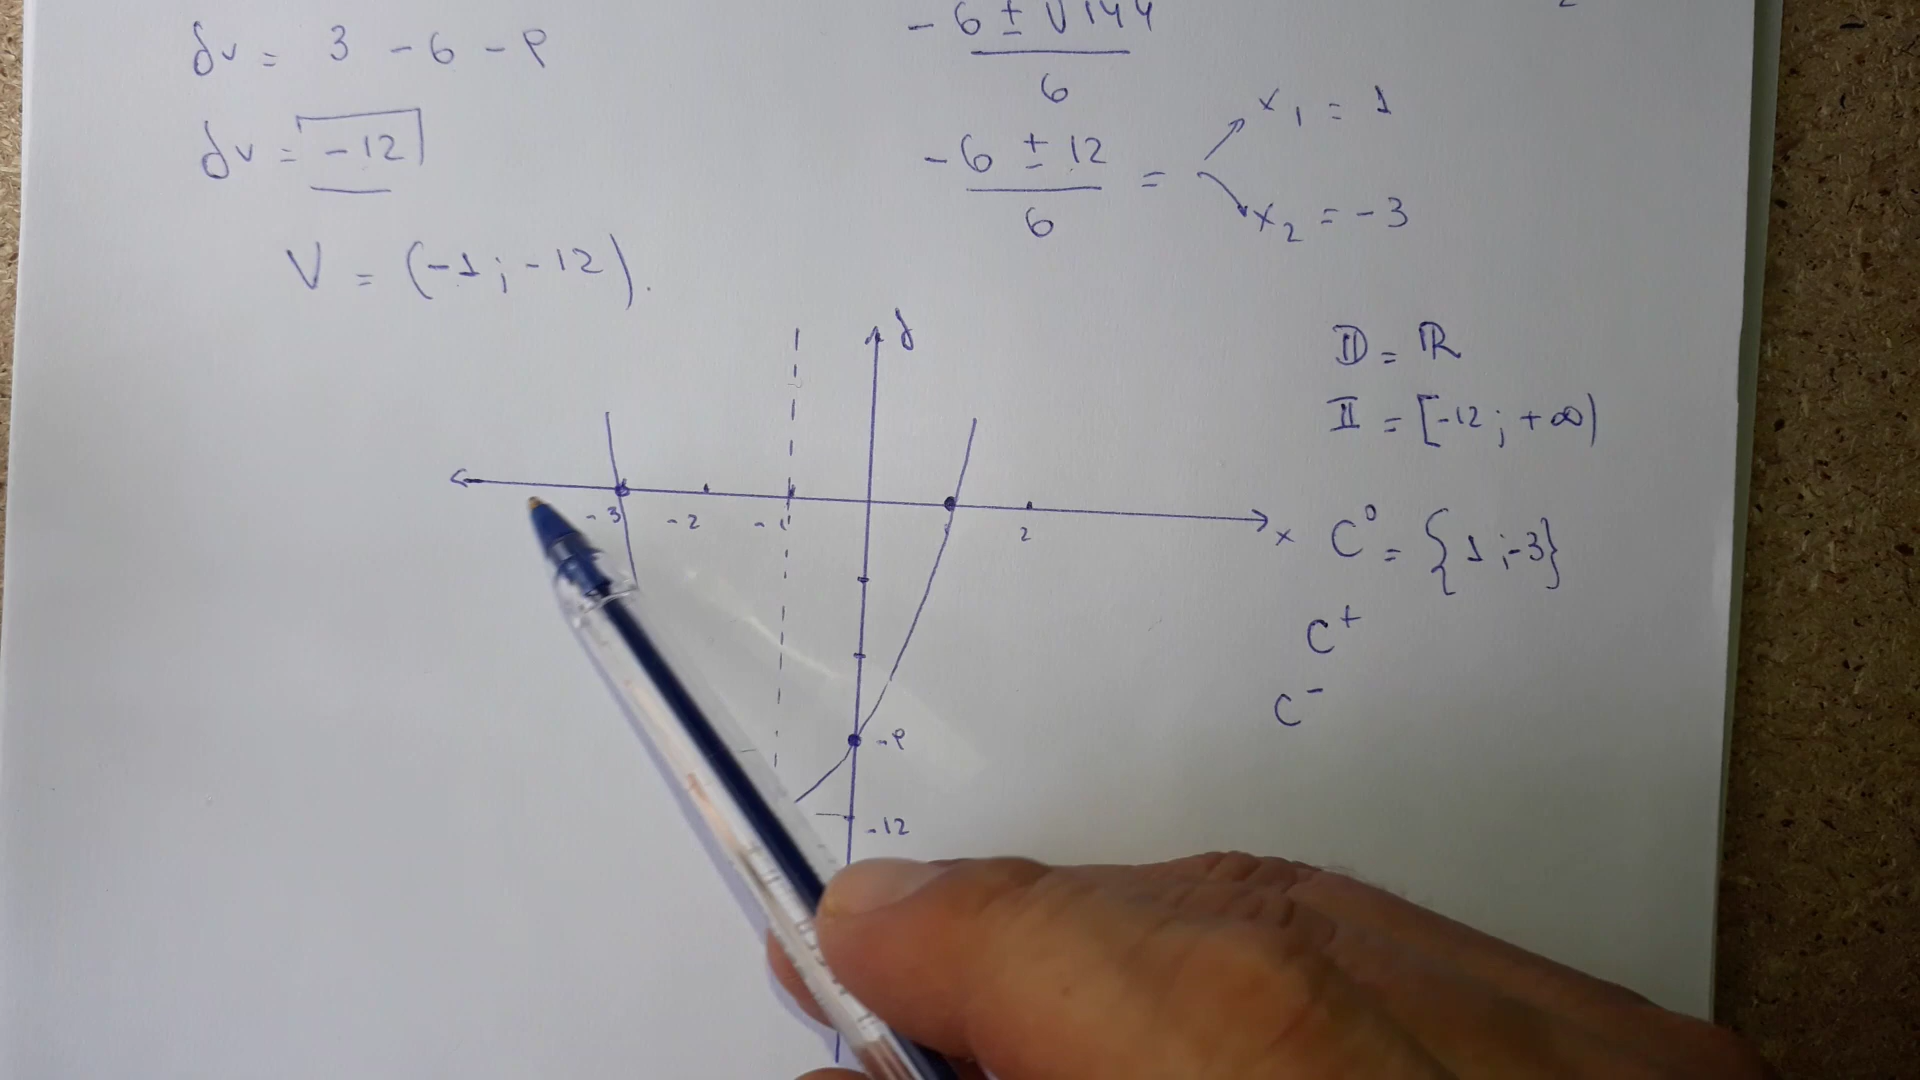 yv = 3 - 6 - 9
yv = -12
V = (-1; -12).
-6 ± √144
6
-6 ± 12
6
=
x₁ = 1
x₂ = -3
y
-3 -2 -1 2 x
-9
-12
D = ℝ
I = [-12; +∞)
C⁰ = {1; -3}
C⁺
C⁻